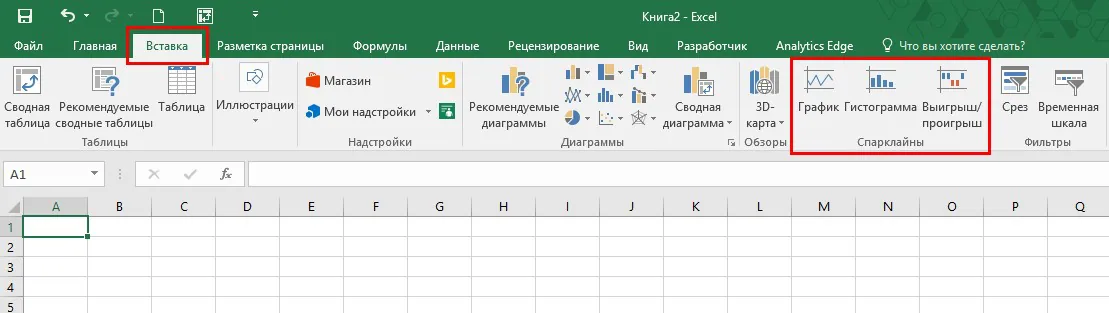 Книга2 - Excel
Файл Главная Вставка Разметка страницы Формулы Данные Рецензирование Вид Разработчик Analytics Edge Что вы хотите сделать?
Сводная таблица
Рекомендуемые сводные таблицы
Таблица
Таблицы
Иллюстрации
Магазин
Мои надстройки
Надстройки
Рекомендуемые диаграммы
Сводная диаграмма
Диаграммы
3D-карта
Обзоры
График
Гистограмма
Выигрыш/проигрыш
Спарклайны
Срез
Временная шкала
Фильтры
A1 fx
A B C D E F G H I J K L M N O P Q
1
2
3
4
5